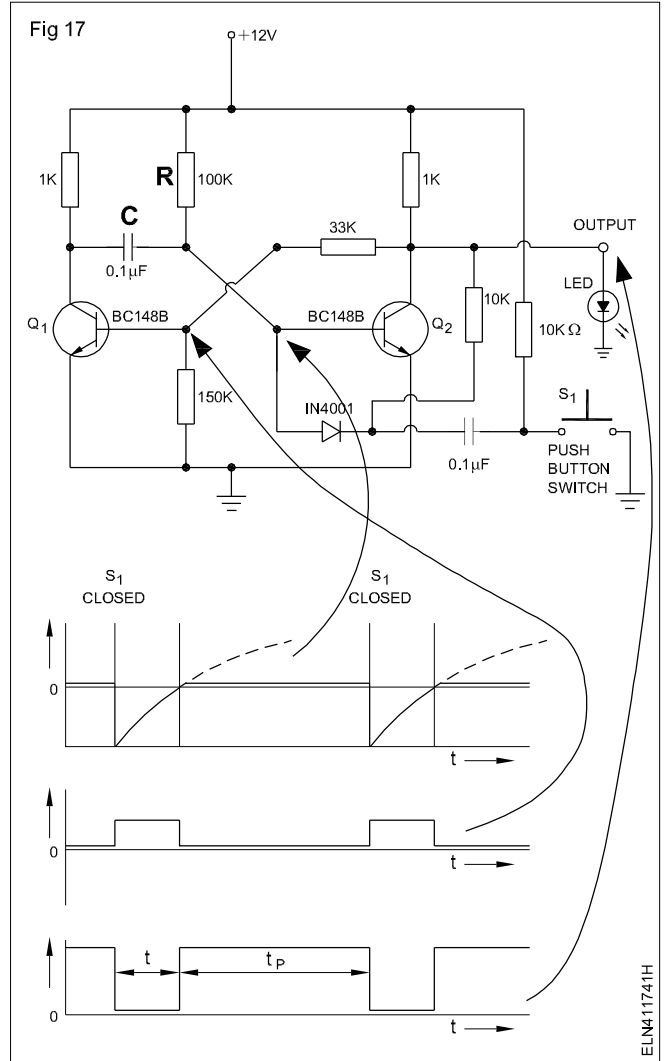 Fig 17
+12V
1K
R 100K
1K
C
0.1µF
33K
OUTPUT
LED
10K
10K Ω
Q1
BC148B
BC148B
Q2
150K
IN4001
0.1µF
S1
PUSH
BUTTON
SWITCH
S1
CLOSED
S1
CLOSED
0
t
0
t
t
tP
0
t
ELN411741H